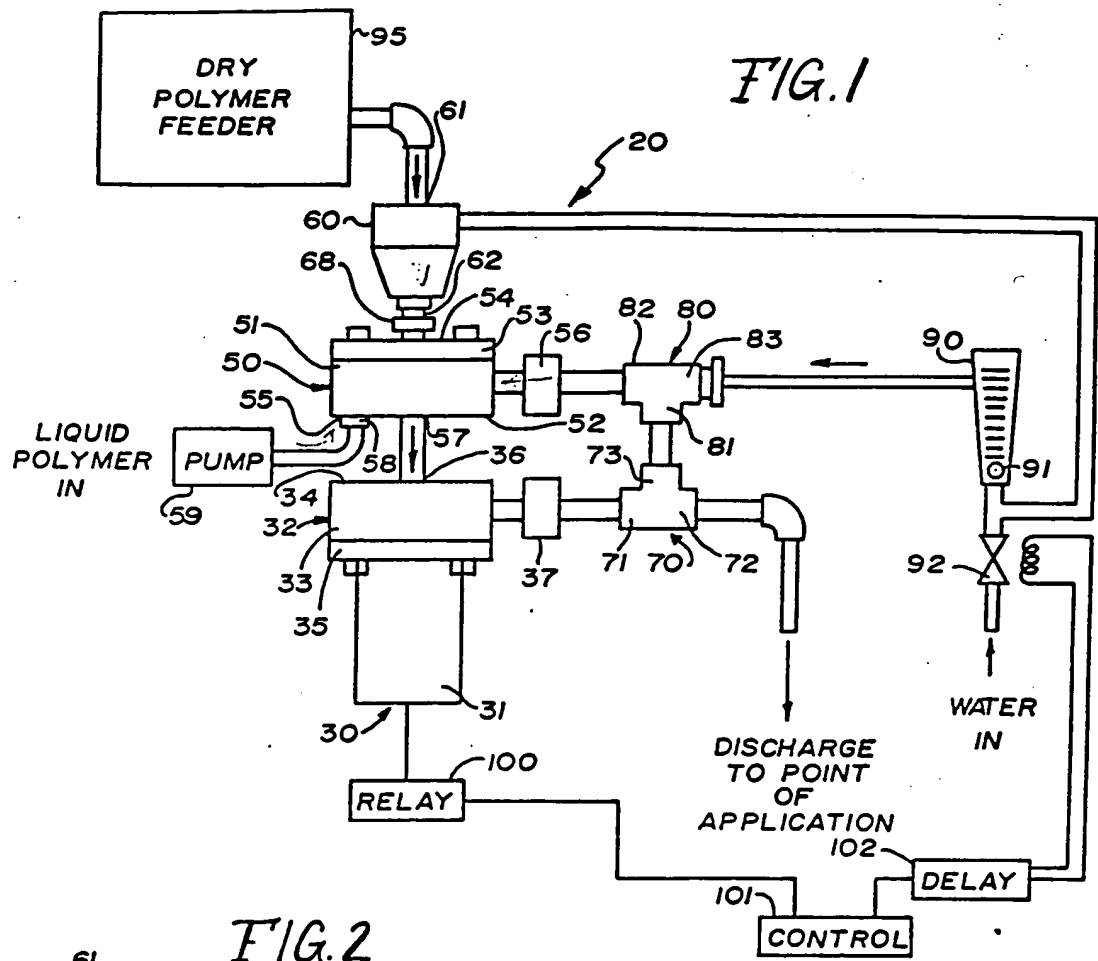 FIG.1
95
DRY
POLYMER
FEEDER
61
20
60
68
62
54
53
56
82
80
83
90
51
50
55
58
57
52
81
91
LIQUID
POLYMER
IN
PUMP
59
34
36
73
32
33
35
37
71
70
72
92
31
30
WATER
IN
100
RELAY
DISCHARGE
TO POINT
OF
APPLICATION
102
DELAY
101
CONTROL
FIG.2
61